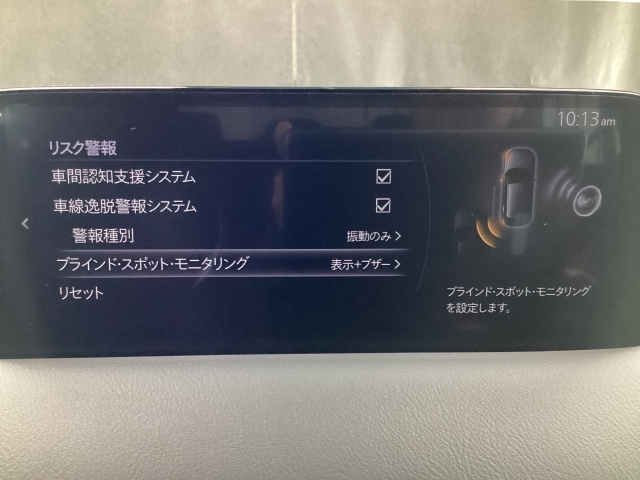 10:13am
リスク警報
車間認知支援システム
車線逸脱警報システム
警報種別 振動のみ
ブラインド・スポット・モニタリング 表示+ブザー
リセット
ブラインド・スポット・モニタリング
を設定します。